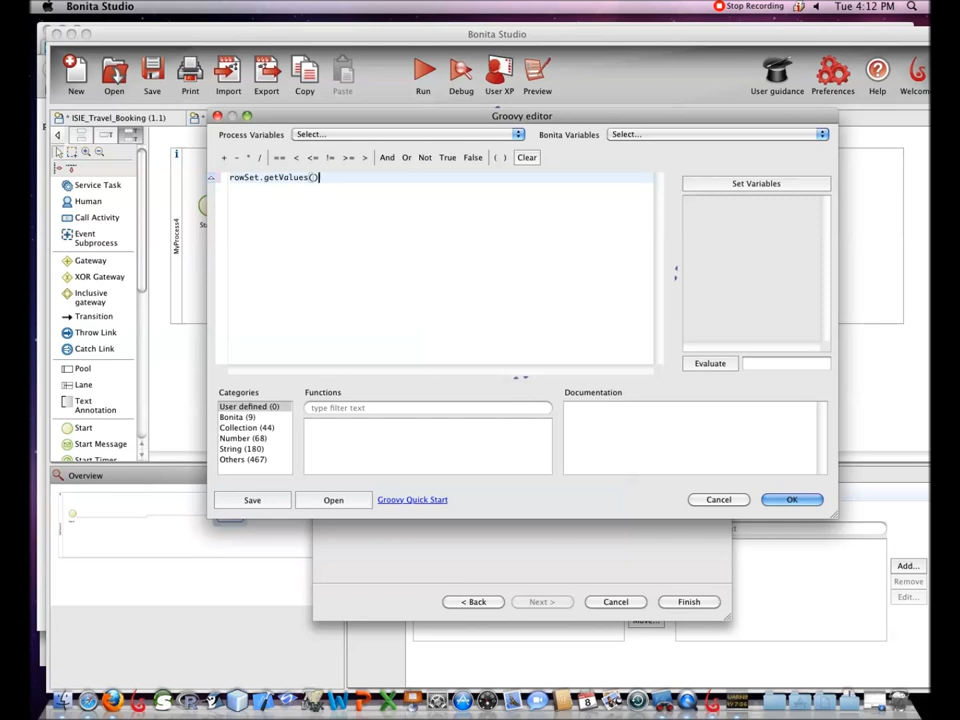 Bonita Studio
Stop Recording
Tue 4:12 PM
Bonita Studio
New
Open
Save
Print
Import
Export
Copy
Paste
Run
Debug
User XP
Preview
User guidance
Preferences
Help
Welcom
* ISIE_Travel_Booking (1.1)
Groovy editor
Process Variables
Select...
Bonita Variables
Select...
+ - * / == < <= != >= > And Or Not True False ( ) Clear
rowSet.getValues()
Set Variables
Evaluate
Service Task
Human
Call Activity
Event
Subprocess
Gateway
XOR Gateway
Inclusive
gateway
Transition
Throw Link
Catch Link
Pool
Lane
Text
Annotation
Start
Start Message
Start Timer
MyProcess4
Categories
User defined (0)
Bonita (9)
Collection (44)
Number (68)
String (180)
Others (467)
Functions
type filter text
Documentation
Save
Open
Groovy Quick Start
Cancel
OK
Overview
Add...
Remove
Edit...
< Back
Next >
Cancel
Finish
Move...